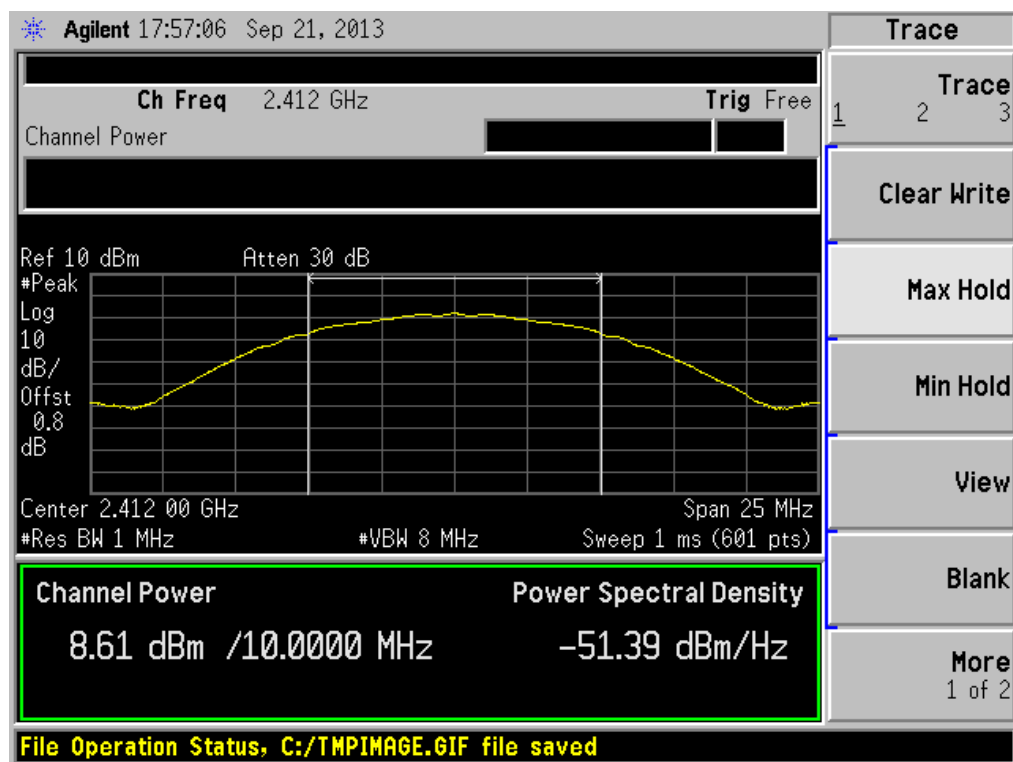 Agilent 17:57:06 Sep 21, 2013
Trace
Ch Freq 2.412 GHz
Trig Free
Channel Power
Trace
1 2 3
Clear Write
Max Hold
Min Hold
View
Blank
More
1 of 2
Ref 10 dBm
Atten 30 dB
#Peak
Log
10
dB/
Offst
0.8
dB
Center 2.412 00 GHz
Span 25 MHz
#Res BW 1 MHz
#VBW 8 MHz
Sweep 1 ms (601 pts)
Channel Power
Power Spectral Density
8.61 dBm /10.0000 MHz
-51.39 dBm/Hz
File Operation Status, C:/TMPIMAGE.GIF file saved